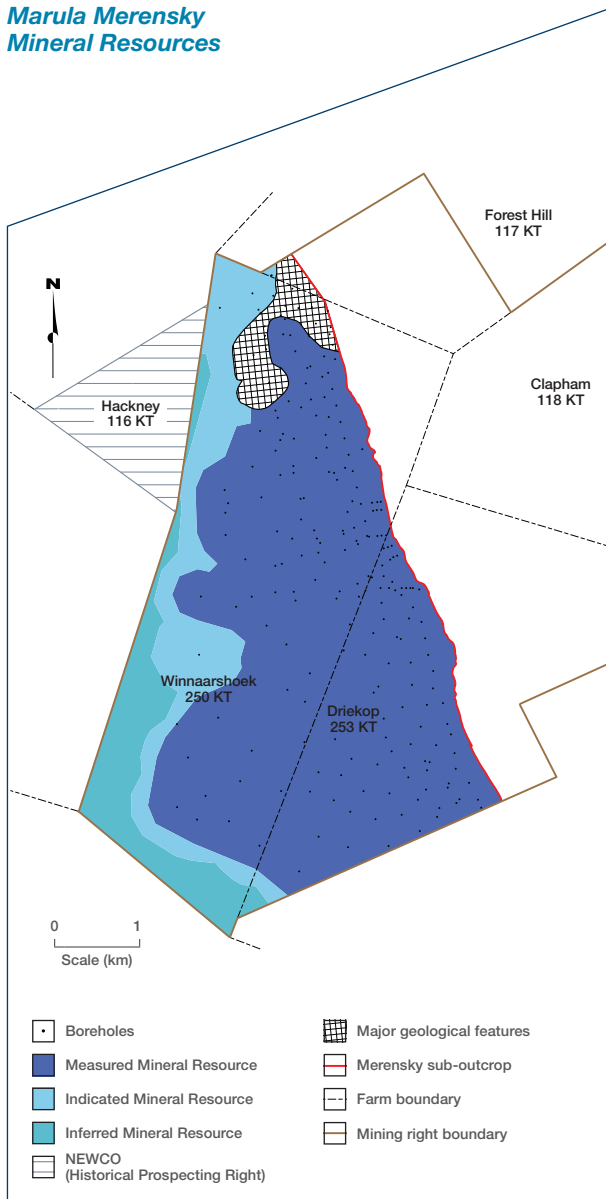 Marula Merensky
Mineral Resources
Forest Hill
117 KT
N
Clapham
118 KT
Hackney
116 KT
Winnaarshoek
250 KT
Driekop
253 KT
0 1
Scale (km)
Boreholes
Measured Mineral Resource
Indicated Mineral Resource
Inferred Mineral Resource
NEWCO
(Historical Prospecting Right)
Major geological features
Merensky sub-outcrop
Farm boundary
Mining right boundary